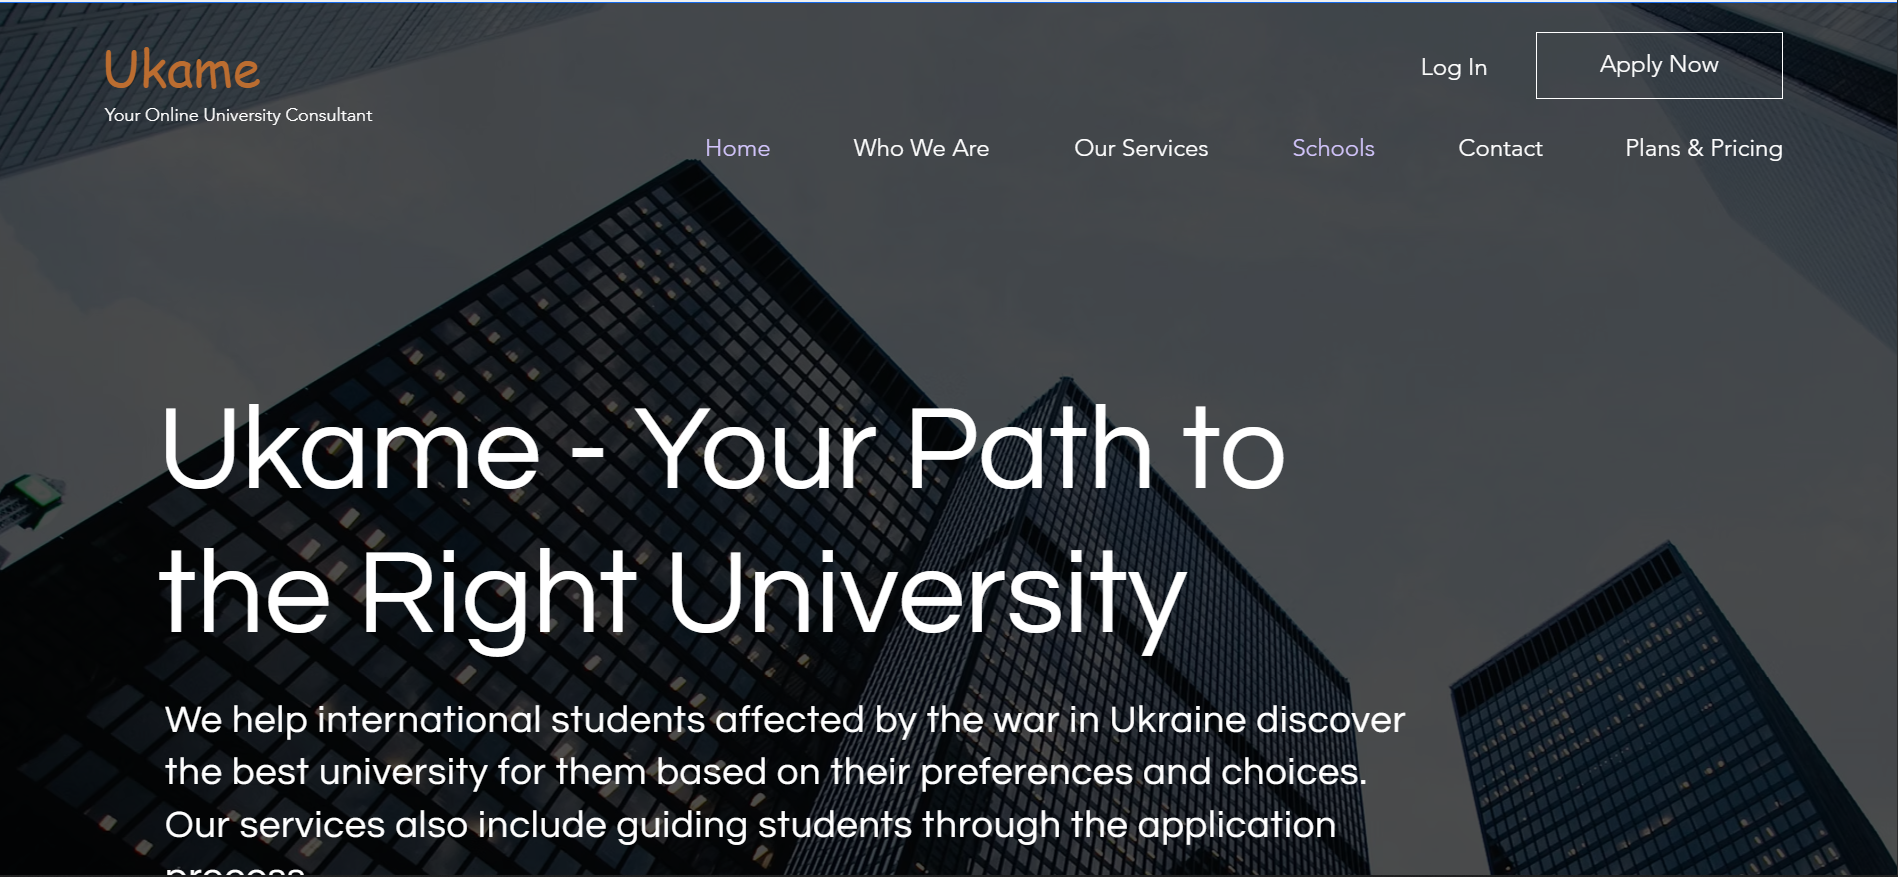 Ukame
Your Online University Consultant
Log In
Apply Now
Home
Who We Are
Our Services
Schools
Contact
Plans & Pricing
Ukame - Your Path to
the Right University
We help international students affected by the war in Ukraine discover
the best university for them based on their preferences and choices.
Our services also include guiding students through the application
process.